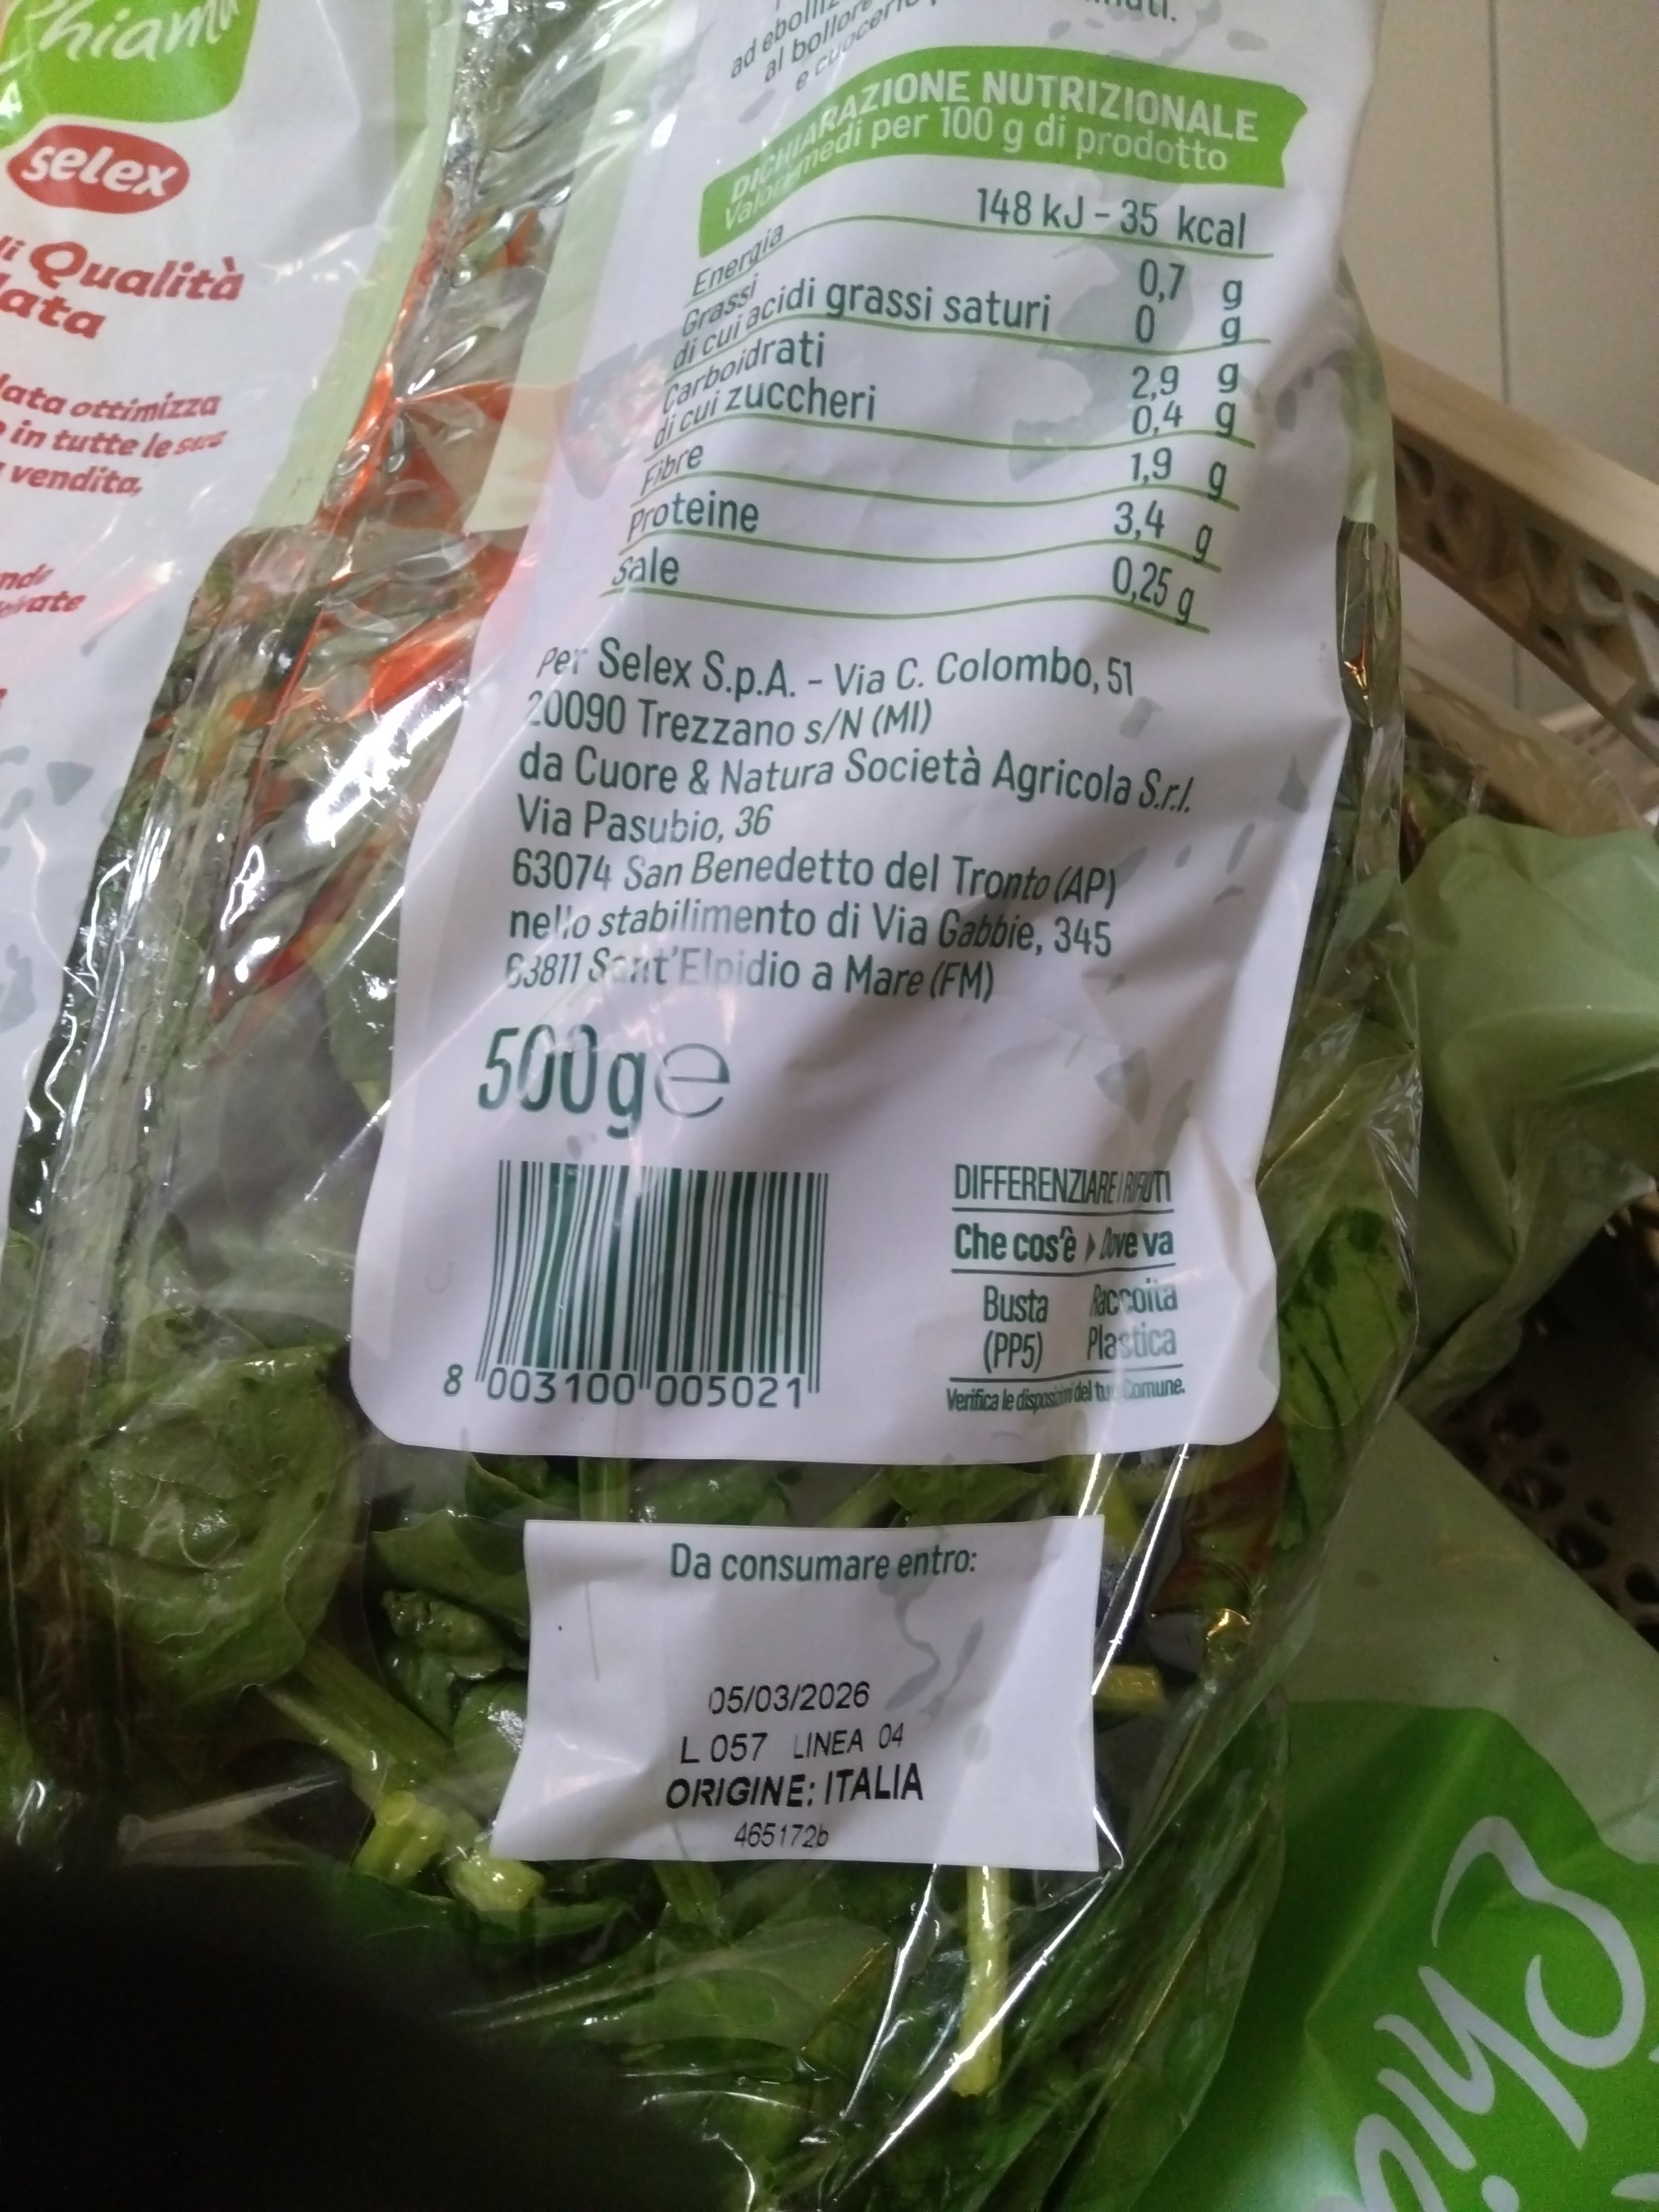 Chiama
selex
di Qualità
lata
lata ottimizza
in tutte le sue
vendita,
ad ebolliz
al bollore
e cuocerlo
DICHIARAZIONE NUTRIZIONALE
Valori medi per 100 g di prodotto
Energia 148 kJ - 35 kcal
Grassi 0,7 g
di cui acidi grassi saturi 0 g
Carboidrati 2,9 g
di cui zuccheri 0,4 g
Fibre 1,9 g
Proteine 3,4 g
Sale 0,25 g
Per Selex S.p.A. - Via C. Colombo, 51
20090 Trezzano s/N (MI)
da Cuore & Natura Società Agricola S.r.l.
Via Pasubio, 36
63074 San Benedetto del Tronto (AP)
nello stabilimento di Via Gabbie, 345
63811 Sant'Elpidio a Mare (FM)
500 g e
8 003100 005021
DIFFERENZIARE I RIFIUTI
Che cos'è Dove va
Busta Raccolta
(PP5) Plastica
Verifica le disposizioni del tuo Comune.
Da consumare entro:
05/03/2026
L 057 LINEA 04
ORIGINE: ITALIA
465172b